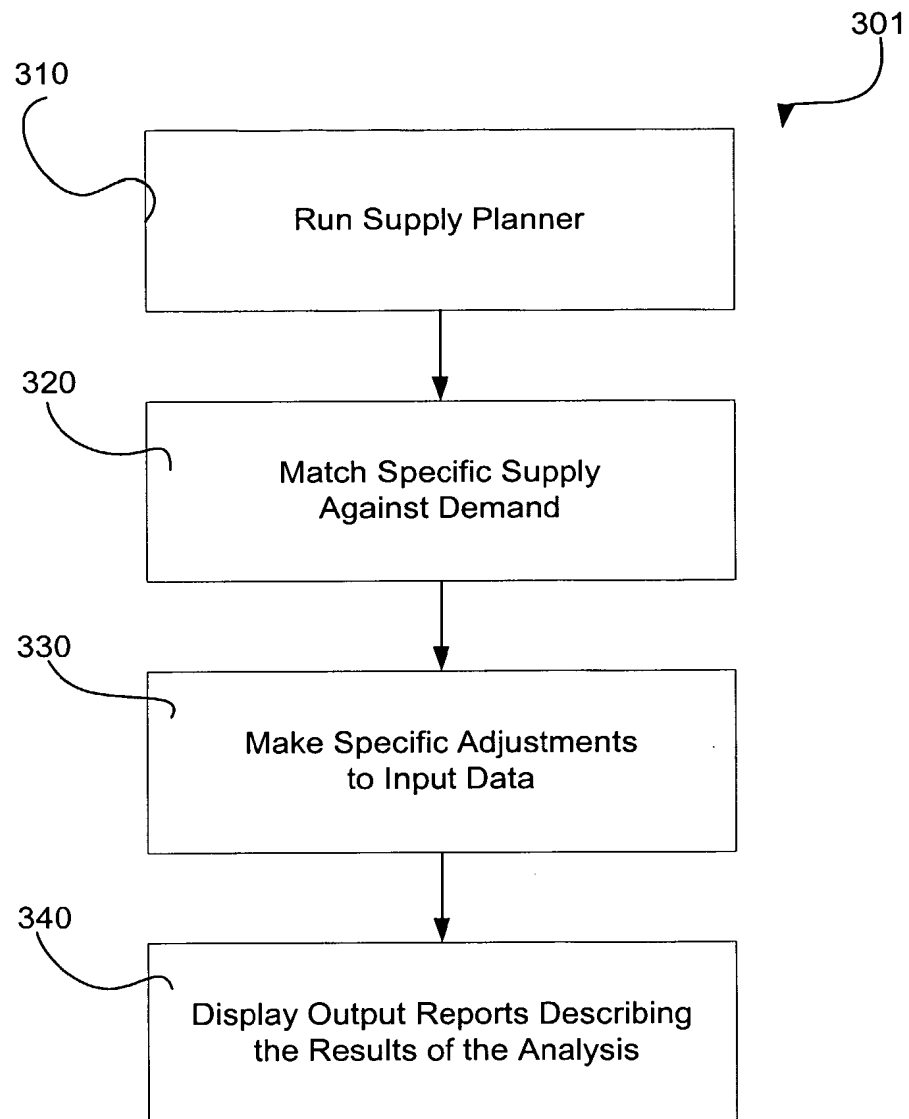 301
310
Run Supply Planner
320
Match Specific Supply
Against Demand
330
Make Specific Adjustments
to Input Data
340
Display Output Reports Describing
the Results of the Analysis